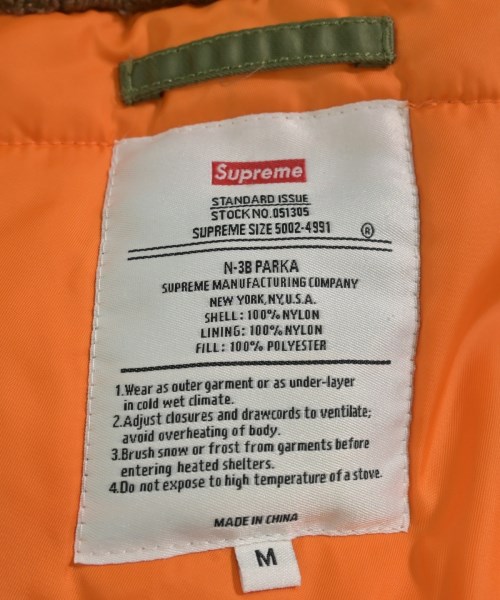 Supreme
STANDARD ISSUE
STOCK NO. 051305
SUPREME SIZE 5002-4991 ®
N-3B PARKA
SUPREME MANUFACTURING COMPANY
NEW YORK, NY, U.S.A.
SHELL: 100% NYLON
LINING: 100% NYLON
FILL: 100% POLYESTER
1.Wear as outer garment or as under-layer
in cold wet climate.
2.Adjust closures and drawcords to ventilate;
avoid overheating of body.
3.Brush snow or frost from garments before
entering heated shelters.
4.Do not expose to high temperature of a stove.
MADE IN CHINA
M